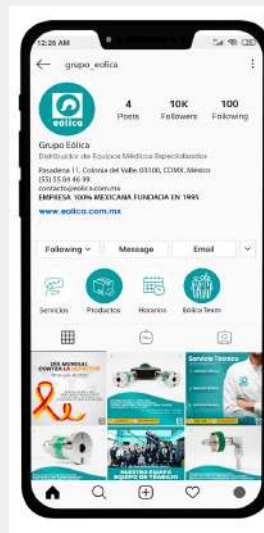 12:26 AM
grupo_eolica
eólica
4
Posts
10K
Followers
100
Following
Grupo Eólica
Distribuidor de Equipos Médicos Especializados
Pasadena 11, Colonia del Valle, 03100, CDMX, México
(55) 55 04 46 99
contacto@eolica.com.mx
EMPRESA 100% MEXICANA FUNDADA EN 1995
www.eolica.com.mx
Following
Message
Email
Servicios
Productos
Horarios
Eólica Team
DÍA MUNDIAL
CONTRA LA HEPATITIS
Servicio Técnico
NUESTRO EQUIPO
EQUIPO DE TRABAJO